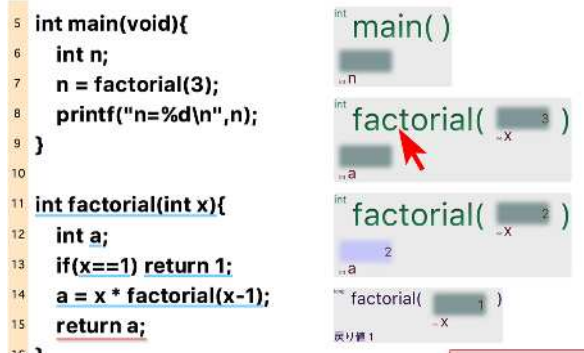 5 int main(void){
6 int n;
7 n = factorial(3);
8 printf("n=%d\n",n);
9 }
10
11 int factorial(int x){
12 int a;
13 if(x==1) return 1;
14 a = x * factorial(x-1);
15 return a;
int
main( )
n
int
factorial( 3 )
x
a
int
factorial( 2 )
x
2
a
factorial( 1 )
x
戻り値 1